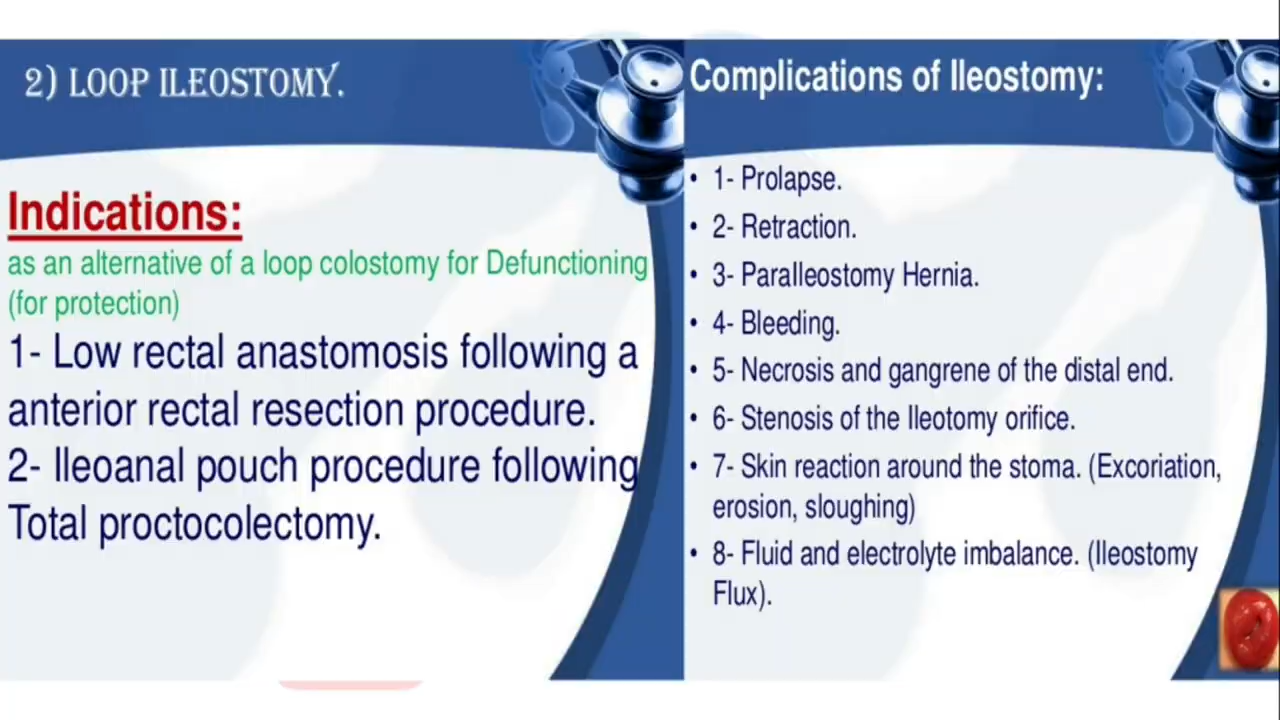 2) LOOP ILEOSTOMY.
Indications:
as an alternative of a loop colostomy for Defunctioning
(for protection)
1- Low rectal anastomosis following a
anterior rectal resection procedure.
2- Ileoanal pouch procedure following
Total proctocolectomy.
Complications of Ileostomy:
• 1- Prolapse.
• 2- Retraction.
• 3- Paralleostomy Hernia.
• 4- Bleeding.
• 5- Necrosis and gangrene of the distal end.
• 6- Stenosis of the Ileotomy orifice.
• 7- Skin reaction around the stoma. (Excoriation,
erosion, sloughing)
• 8- Fluid and electrolyte imbalance. (Ileostomy
Flux).